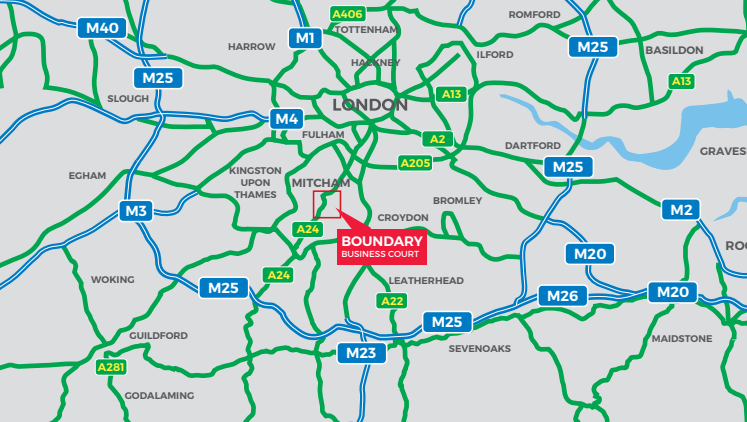 A406
ROMFORD
M40
M1
TOTTENHAM
HARROW
M25
BASILDON
ILFORD
HACKNEY
M25
A13
A13
SLOUGH
LONDON
M4
FULHAM
A2
DARTFORD
GRAVES
A205
M25
EGHAM
KINGSTON
UPON
THAMES
MITCHAM
BROMLEY
M3
M2
CROYDON
A24
BOUNDARY
BUSINESS COURT
ROC
M20
A24
WOKING
LEATHERHEAD
M25
M26
M20
A22
M25
GUILDFORD
MAIDSTONE
SEVENOAKS
M23
A281
GODALAMING